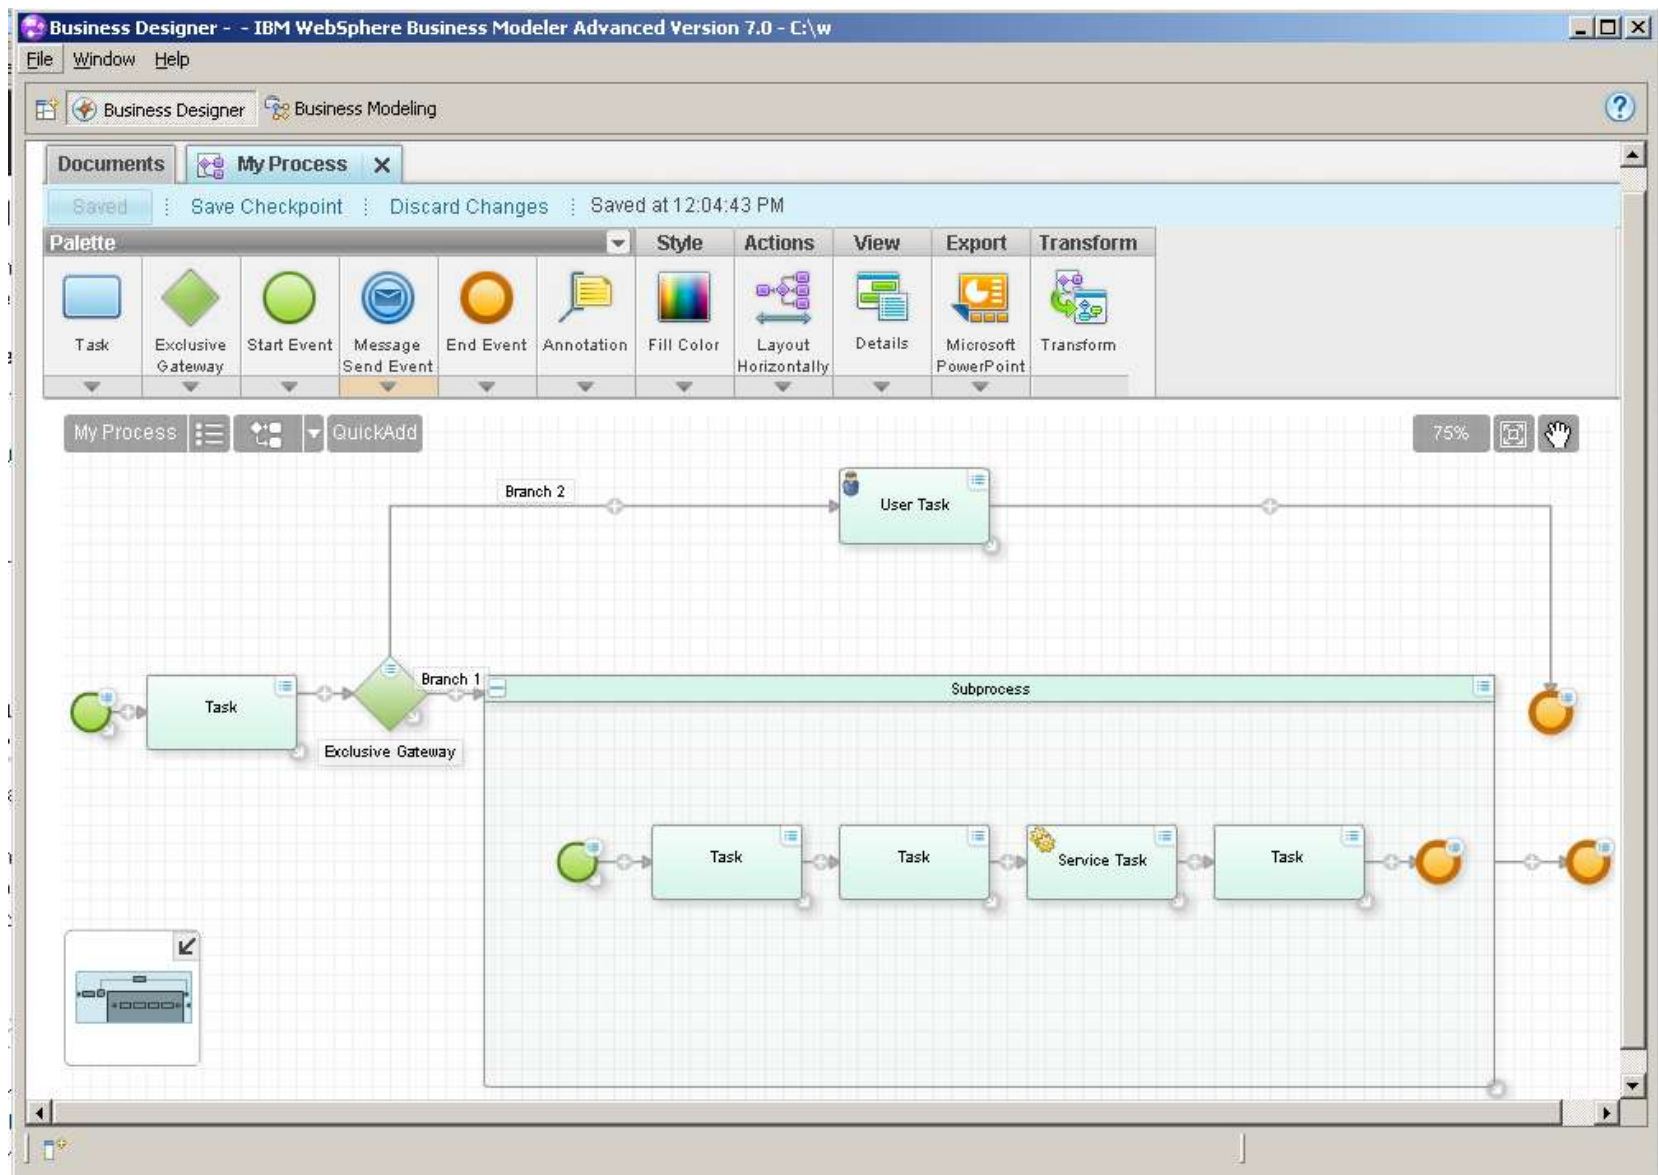 Business Designer - - IBM WebSphere Business Modeler Advanced Version 7.0 - C:\w
File Window Help
Business Designer Business Modeling
Documents My Process X
Saved Save Checkpoint Discard Changes Saved at 12:04:43 PM
Palette Style Actions View Export Transform
Task
Exclusive
Gateway
Start Event
Message
Send Event
End Event
Annotation
Fill Color
Layout
Horizontally
Details
Microsoft
PowerPoint
Transform
My Process QuickAdd 75%
Branch 2
User Task
Branch 1
Subprocess
Task
Exclusive Gateway
Task Task Service Task Task